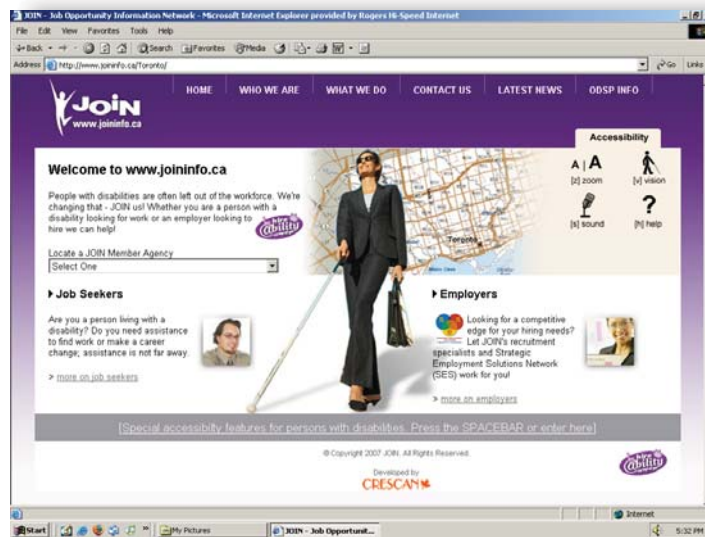 JOIN - Job Opportunity Information Network - Microsoft Internet Explorer provided by Rogers Hi-Speed Internet
File Edit View Favorites Tools Help
Back Search Favorites Media
Address http://www.joininfo.ca/Toronto/ Go Links
JOIN
www.joininfo.ca
HOME WHO WE ARE WHAT WE DO CONTACT US LATEST NEWS ODSP INFO
Accessibility
A | A
[z] zoom [v] vision
[s] sound ? [h] help
Welcome to www.joininfo.ca
People with disabilities are often left out of the workforce. We're
changing that - JOIN us! Whether you are a person with a
disability looking for work or an employer looking to
hire we can help!
hire ability
Locate a JOIN Member Agency
Select One
Toronto
Job Seekers
Are you a person living with a
disability? Do you need assistance
to find work or make a career
change; assistance is not far away.
> more on job seekers
Employers
Looking for a competitive
edge for your hiring needs?
Let JOIN's recruitment
specialists and Strategic
Employment Solutions Network
(SES) work for you!
> more on employers
[Special accessibilty features for persons with disabilities. Press the SPACEBAR or enter here]
© Copyright 2007 JOIN. All Rights Reserved.
Developed by
CRESCAN
hire ability
Internet
Start My Pictures JOIN - Job Opportunit... 5:32 PM